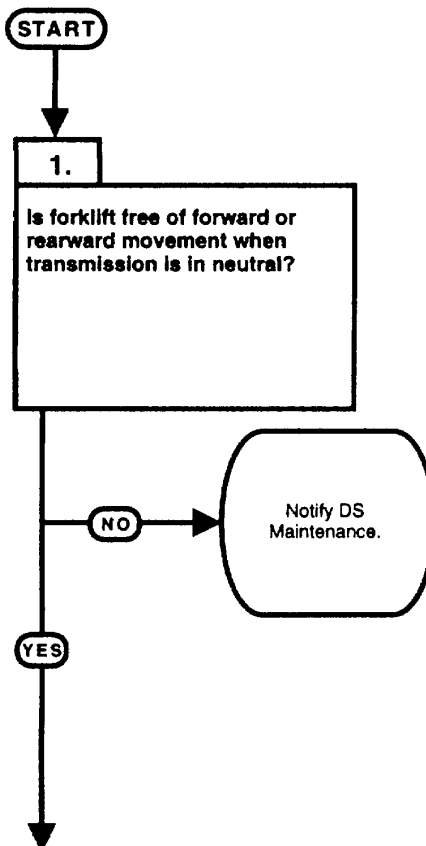 START
1.
Is forklift free of forward or
rearward movement when
transmission is in neutral?
NO
Notify DS
Maintenance.
YES